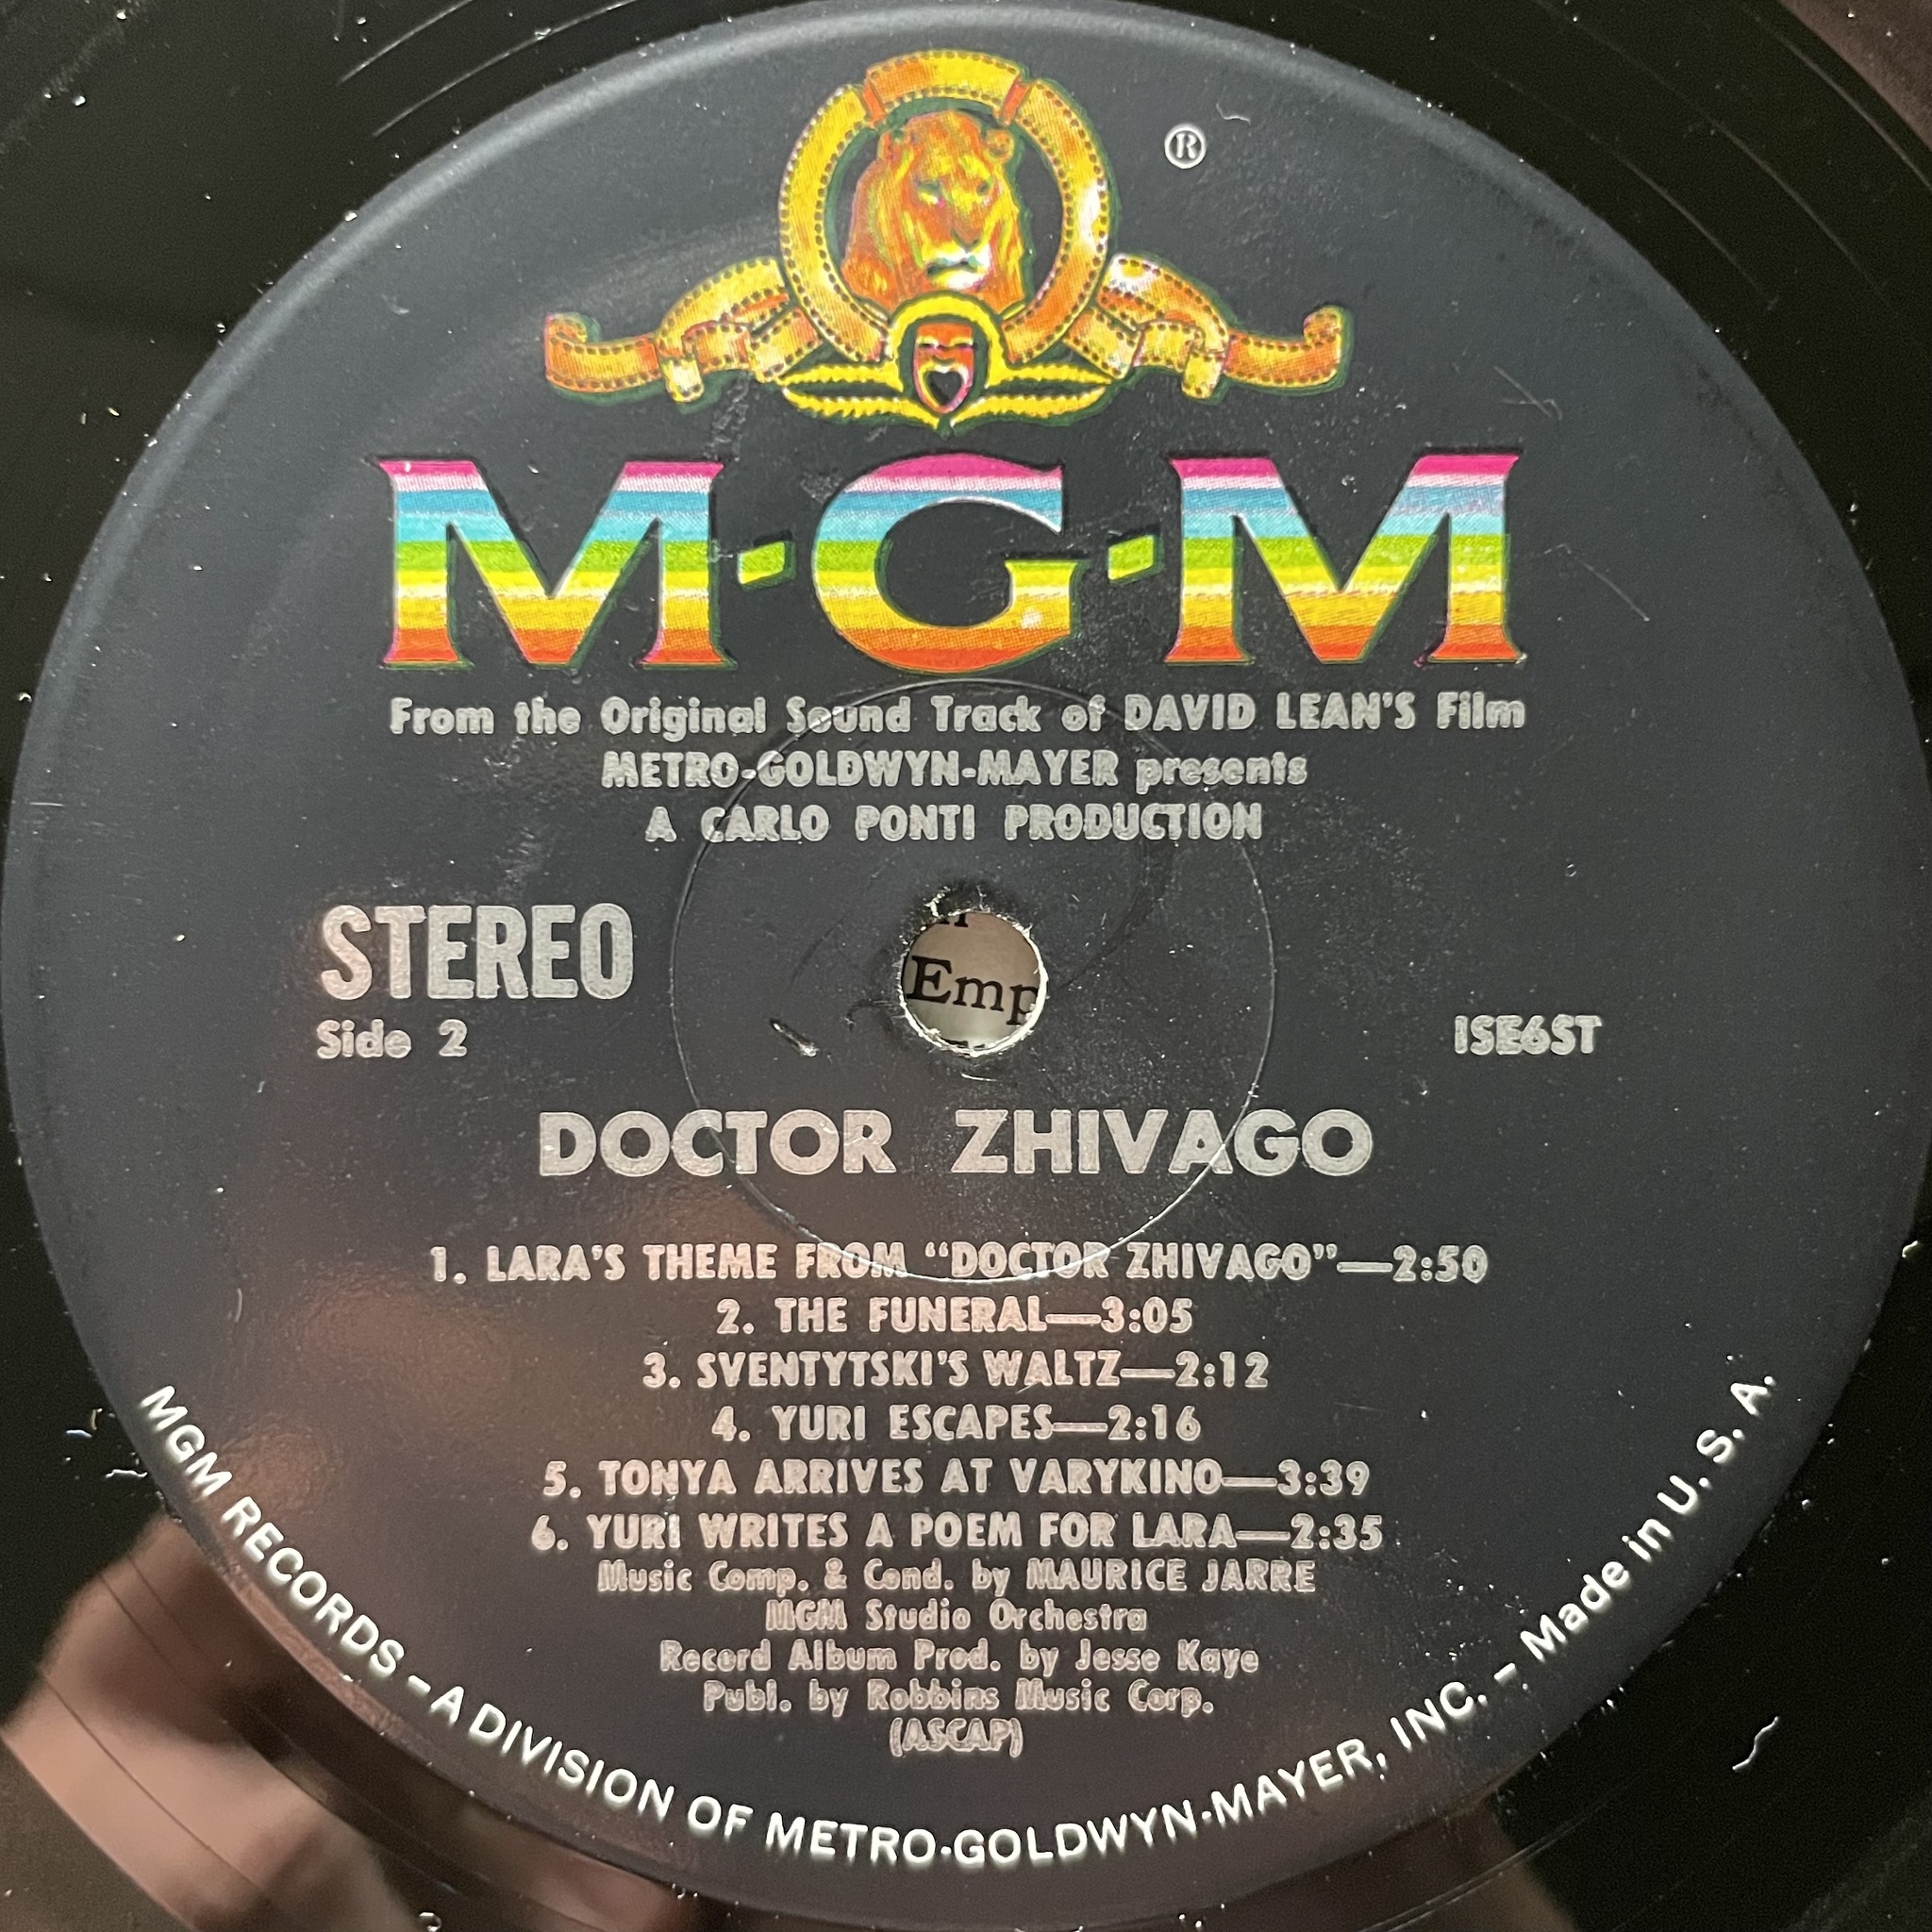 ®
M·G·M
From the Original Sound Track of DAVID LEAN'S Film
METRO-GOLDWYN-MAYER presents
A CARLO PONTI PRODUCTION
STEREO
Emp
Side 2
1SE6ST
DOCTOR ZHIVAGO
1. LARA'S THEME FROM “DOCTOR ZHIVAGO”—2:50
2. THE FUNERAL—3:05
3. SVENTYTSKI'S WALTZ—2:12
4. YURI ESCAPES—2:16
5. TONYA ARRIVES AT VARYKINO—3:39
6. YURI WRITES A POEM FOR LARA—2:35
Music Comp. & Cond. by MAURICE JARRE
MGM Studio Orchestra
Record Album Prod. by Jesse Kaye
Publ. by Robbins Music Corp.
(ASCAP)
MGM RECORDS – A DIVISION OF METRO-GOLDWYN-MAYER, INC. – Made in U. S. A.